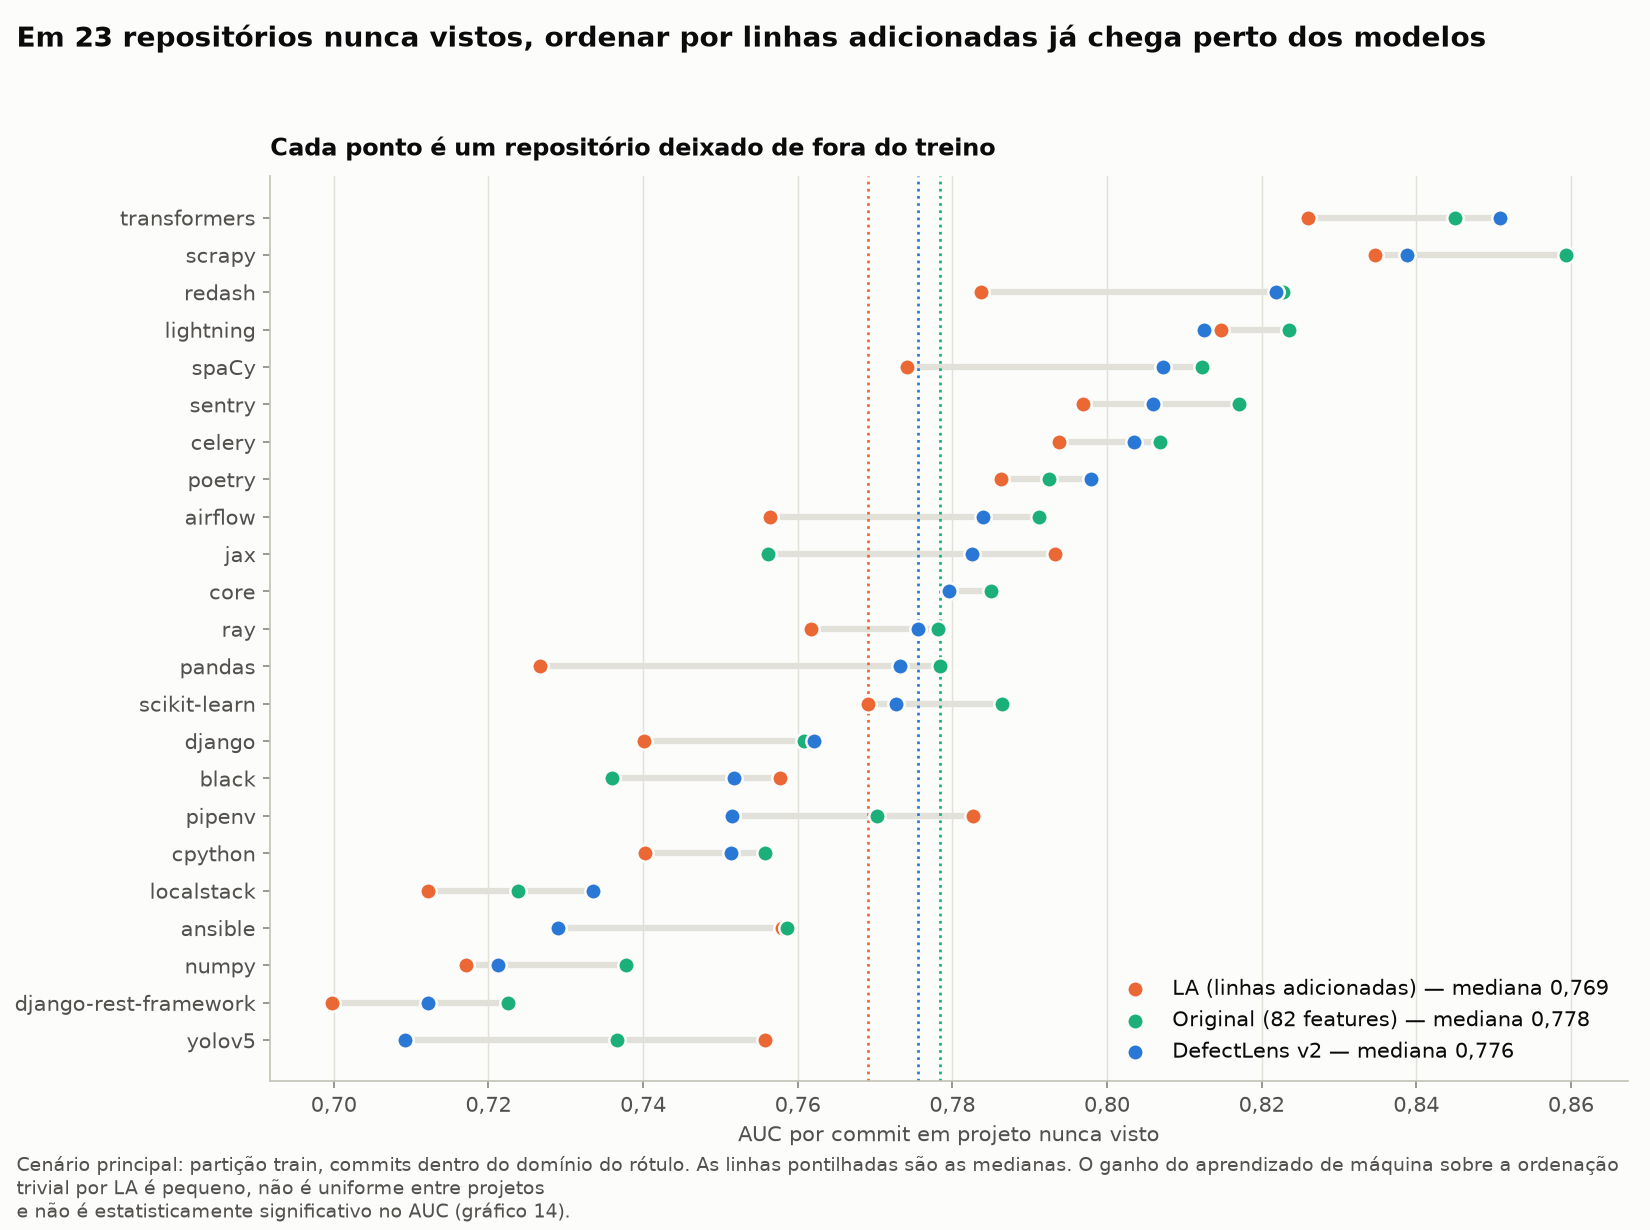 Em 23 repositórios nunca vistos, ordenar por linhas adicionadas já chega perto dos modelos
Cada ponto é um repositório deixado de fora do treino
transformers
scrapy
redash
lightning
spaCy
sentry
celery
poetry
airflow
jax
core
ray
pandas
scikit-learn
django
black
pipenv
cpython
localstack
ansible
numpy
django-rest-framework
yolov5
LA (linhas adicionadas) — mediana 0,769
Original (82 features) — mediana 0,778
DefectLens v2 — mediana 0,776
0,70 0,72 0,74 0,76 0,78 0,80 0,82 0,84 0,86
AUC por commit em projeto nunca visto
Cenário principal: partição train, commits dentro do domínio do rótulo. As linhas pontilhadas são as medianas. O ganho do aprendizado de máquina sobre a ordenação
trivial por LA é pequeno, não é uniforme entre projetos
e não é estatisticamente significativo no AUC (gráfico 14).